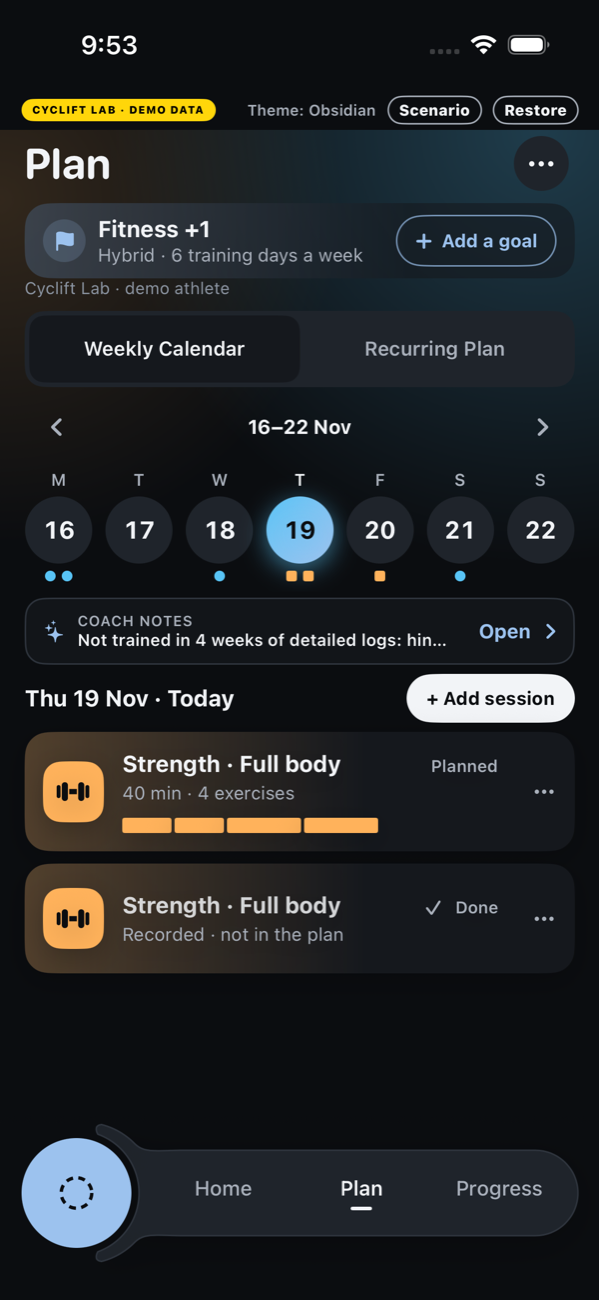 9:53
CYCLIFT LAB · DEMO DATA
Theme: Obsidian
Scenario
Restore
Plan
Fitness +1
Hybrid · 6 training days a week
+ Add a goal
Cyclift Lab · demo athlete
Weekly Calendar
Recurring Plan
16–22 Nov
M T W T F S S
16 17 18 19 20 21 22
COACH NOTES
Not trained in 4 weeks of detailed logs: hin...
Open
Thu 19 Nov · Today
+ Add session
Strength · Full body
Planned
40 min · 4 exercises
Strength · Full body
Done
Recorded · not in the plan
Home
Plan
Progress